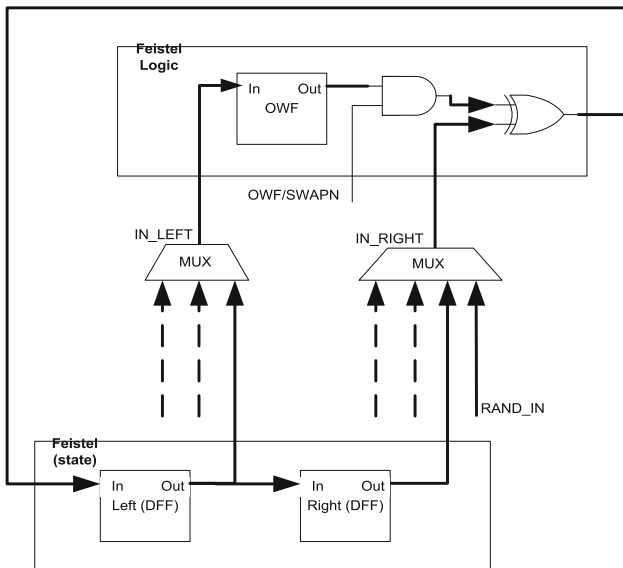 Feistel
Logic
In Out
OWF
OWF/SWAPN
IN_LEFT
MUX
IN_RIGHT
MUX
RAND_IN
Feistel
(state)
In Out
Left (DFF)
In Out
Right (DFF)